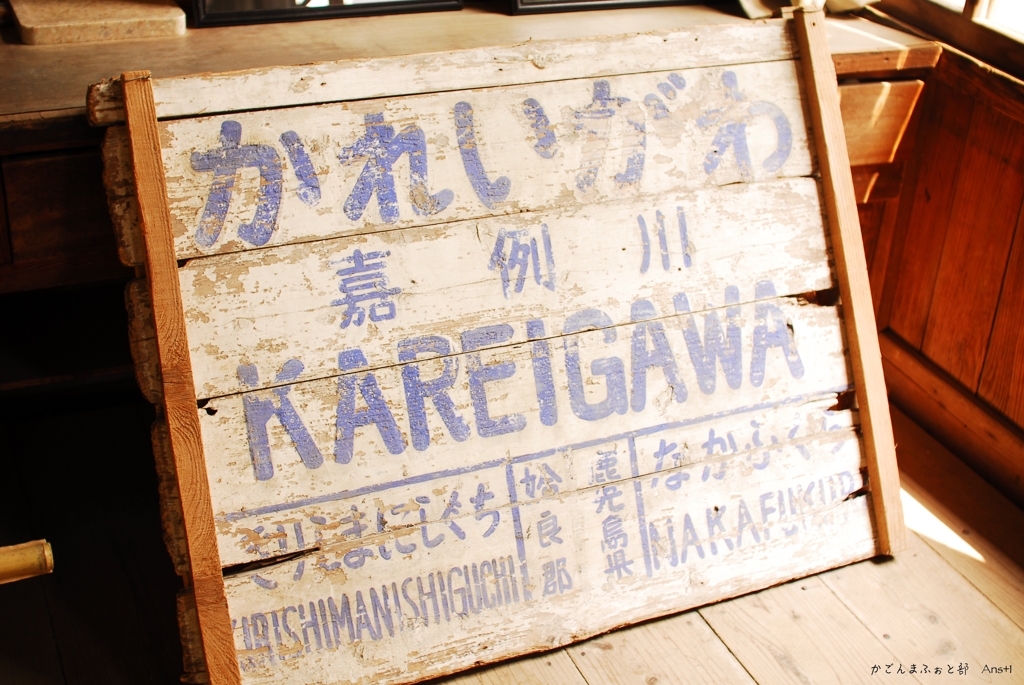 かれいがわ
嘉例川
KAREIGAWA
きりしまにしぐち
KIRISHIMANISHIGUCHI
姶良郡
鹿児島県
なかふくら
NAKAFUKURA
かごんまふぉと部 Ans+l